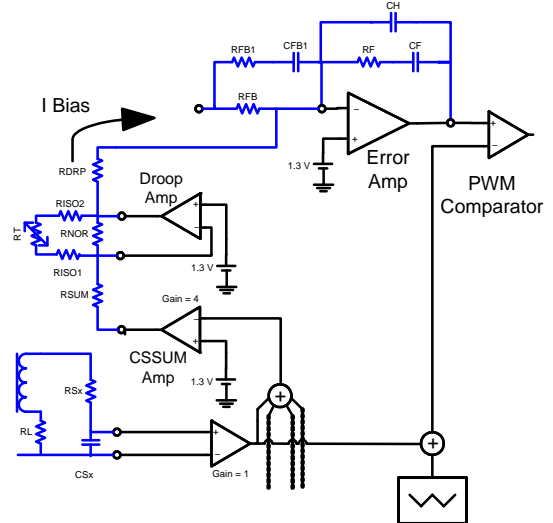 CH
RFB1
CFB1
RF
CF
I Bias
RFB
1.3 V
Error
Amp
PWM
Comparator
RDRP
Droop
Amp
RISO2
RT
RNOR
RISO1
1.3 V
RSUM
Gain = 4
CSSUM
Amp
1.3 V
RSx
RL
CSx
Gain = 1